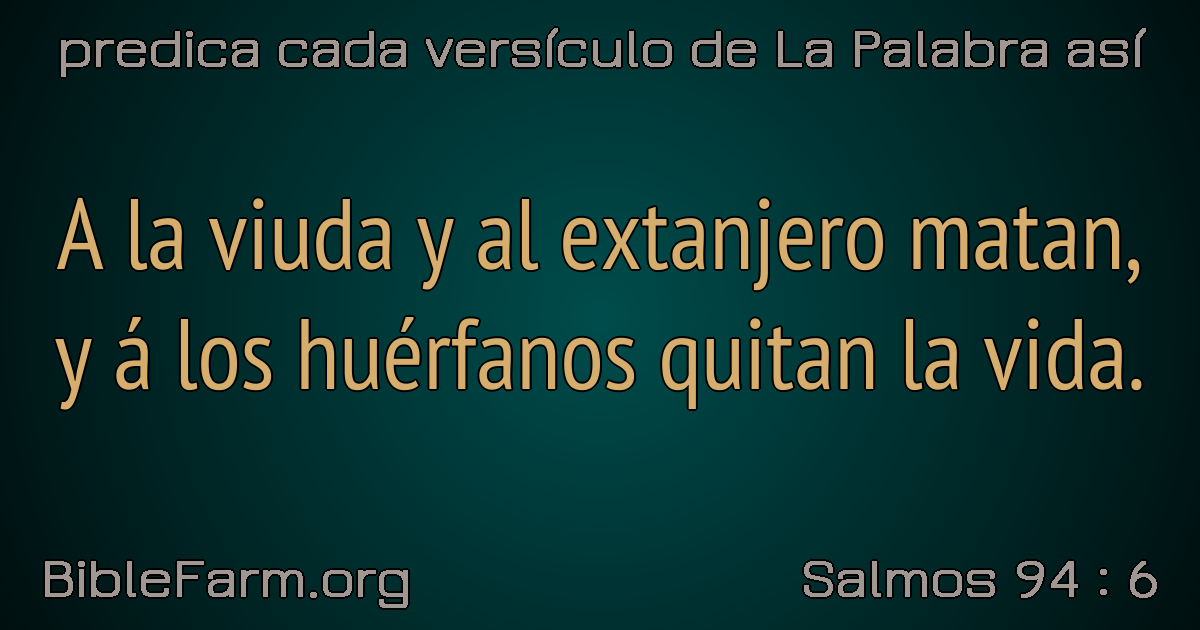 predica cada versículo de La Palabra así
A la viuda y al extanjero matan,
y á los huérfanos quitan la vida.
BibleFarm.org
Salmos 94 : 6